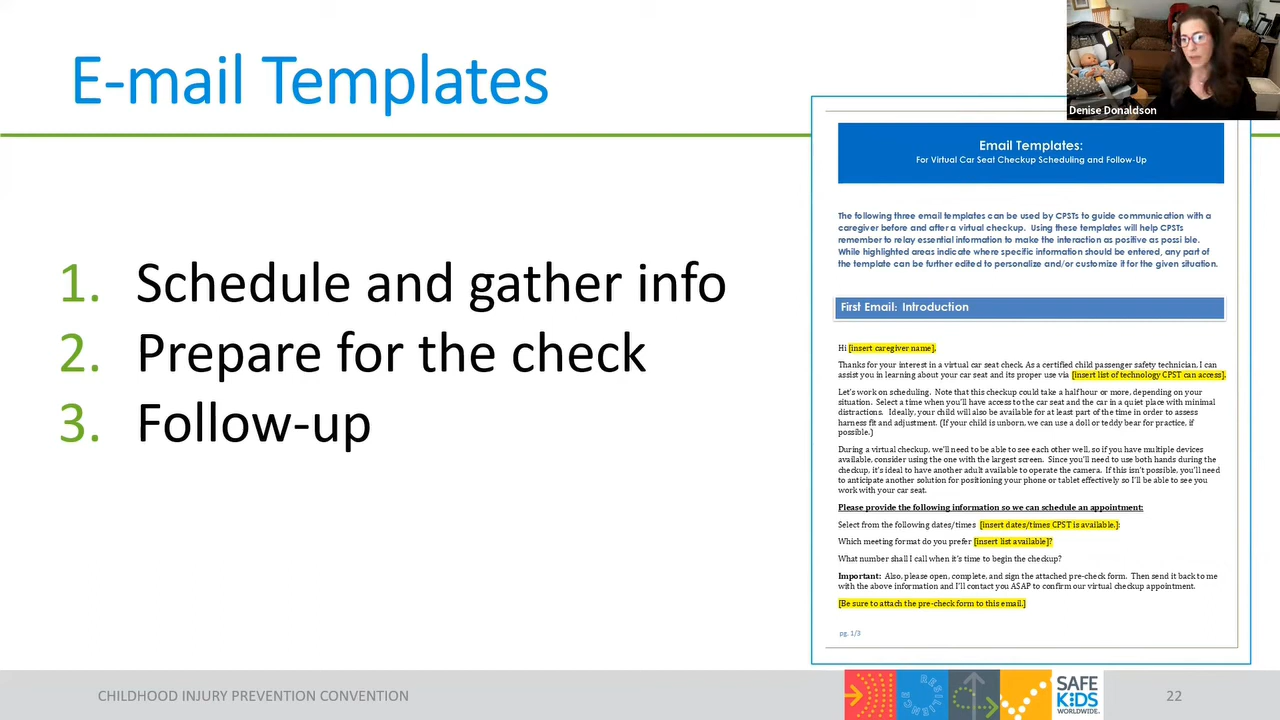 E-mail Templates
Denise Donaldson
1. Schedule and gather info
2. Prepare for the check
3. Follow-up
Email Templates:
For Virtual Car Seat Checkup Scheduling and Follow-Up
The following three email templates can be used by CPSTs to guide communication with a
caregiver before and after a virtual checkup. Using these templates will help CPSTs
remember to relay essential information to make the interaction as positive as possi ble.
While highlighted areas indicate where specific information should be entered, any part of
the template can be further edited to personalize and/or customize it for the given situation.
First Email: Introduction
Hi [insert caregiver name].
Thanks for your interest in a virtual car seat check. As a certified child passenger safety technician, I can
assist you in learning about your car seat and its proper use via [insert list of technology CPST can access].
Let's work on scheduling. Note that this checkup could take a half hour or more, depending on your
situation. Select a time when you'll have access to the car seat and the car in a quiet place with minimal
distractions. Ideally, your child will also be available for at least part of the time in order to assess
harness fit and adjustment. (If your child is unborn, we can use a doll or teddy bear for practice, if
possible.)
During a virtual checkup, we'll need to be able to see each other well, so if you have multiple devices
available, consider using the one with the largest screen. Since you'll need to use both hands during the
checkup, it's ideal to have another adult available to operate the camera. If this isn't possible, you'll need
to anticipate another solution for positioning your phone or tablet effectively so I'll be able to see you
work with your car seat.
Please provide the following information so we can schedule an appointment:
Select from the following dates/times [insert dates/times CPST is available.]:
Which meeting format do you prefer [insert list available]?
What number shall I call when it's time to begin the checkup?
Important: Also, please open, complete, and sign the attached pre-check form. Then send it back to me
with the above information and I'll contact you ASAP to confirm our virtual checkup appointment.
[Be sure to attach the pre-check form to this email.]
pg. 1/3
CHILDHOOD INJURY PREVENTION CONVENTION
RESILIENCE
SAFE
KIDS
WORLDWIDE.
22